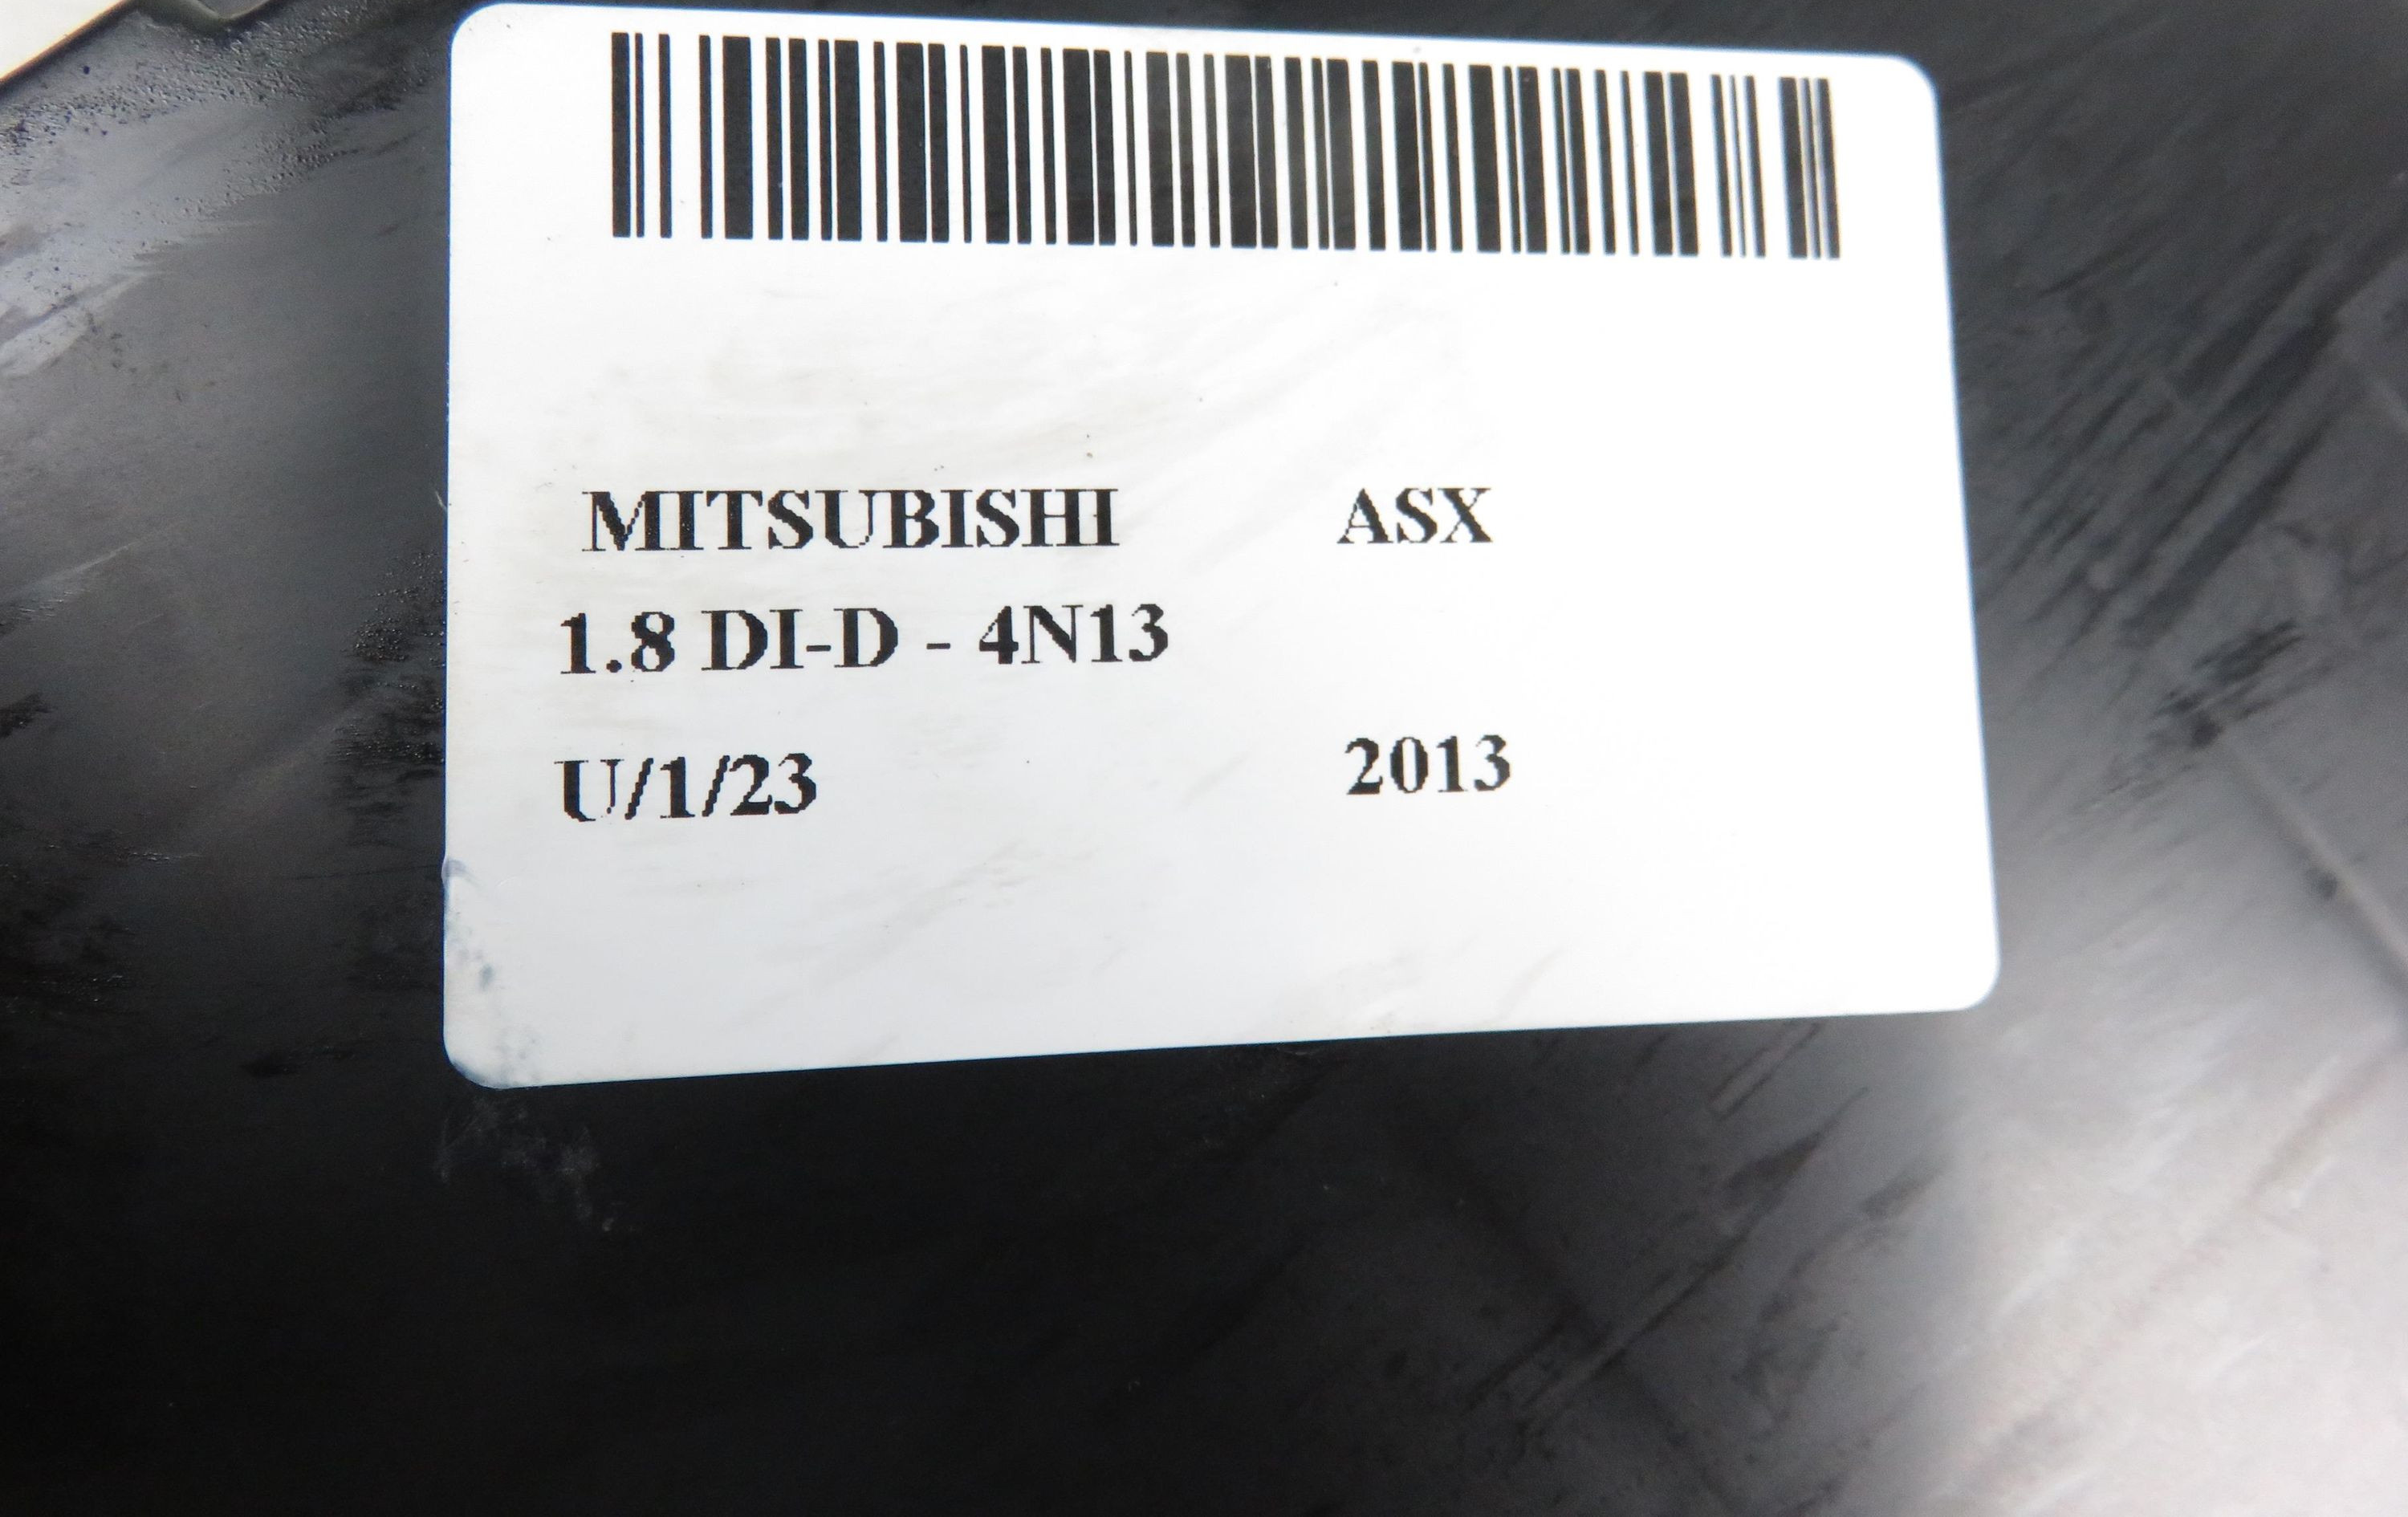 MITSUBISHI ASX
1.8 DI-D - 4N13
U/1/23 2013